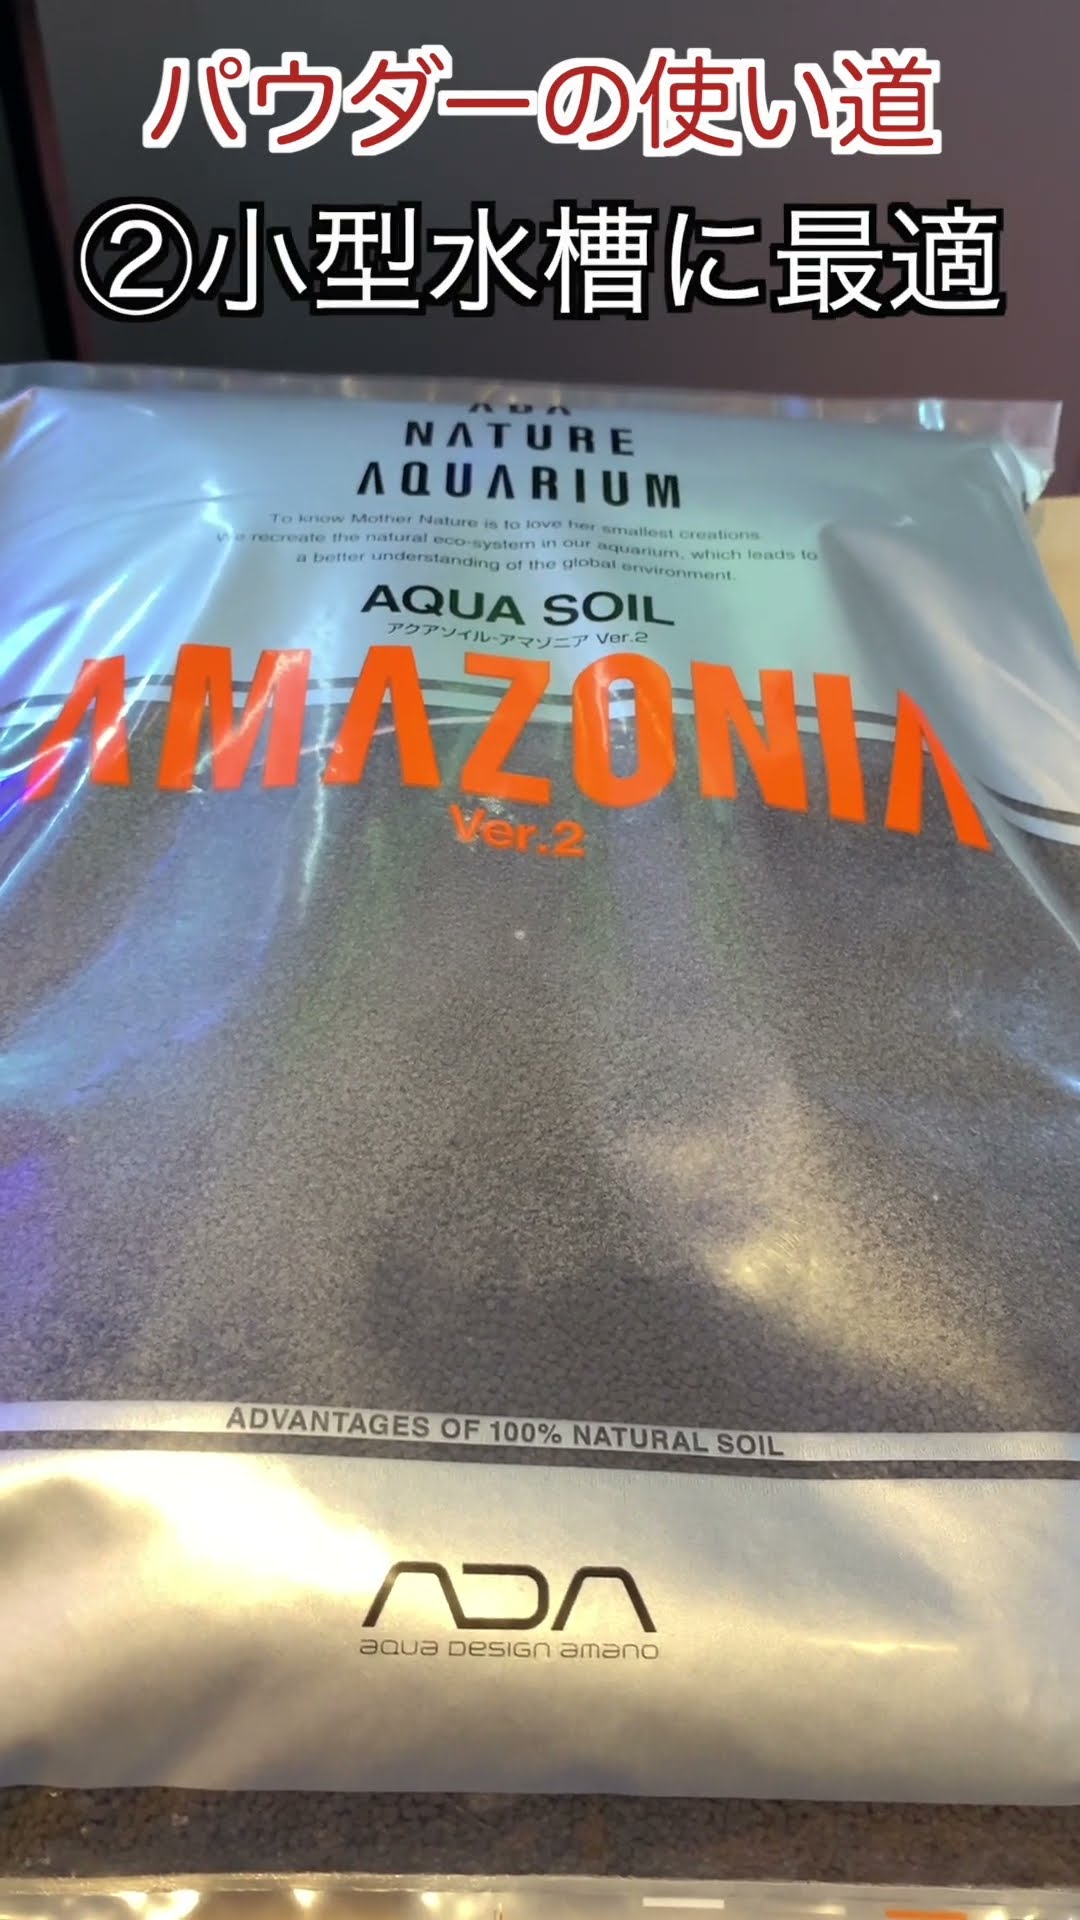 パウダーの使い道
②小型水槽に最適
ADA
NATURE
AQUARIUM
To know Mother Nature is to love her smallest creations.
We recreate the natural eco-system in our aquarium, which leads to
a better understanding of the global environment.
AQUA SOIL
アクアソイル-アマゾニア Ver.2
AMAZONIA
Ver.2
ADVANTAGES OF 100% NATURAL SOIL
ADA
aqua DESIGN amano